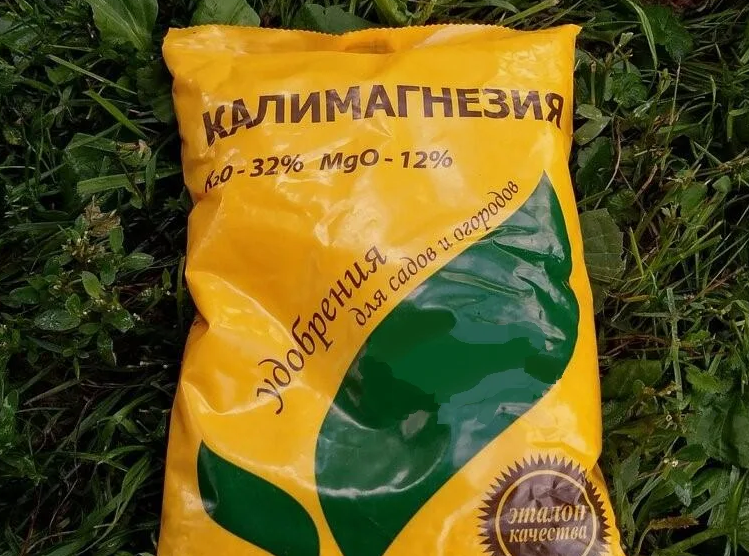 КАЛИМАГНЕЗИЯ
K₂O - 32% MgO - 12%
удобрения
для садов и огородов
эталон
качества